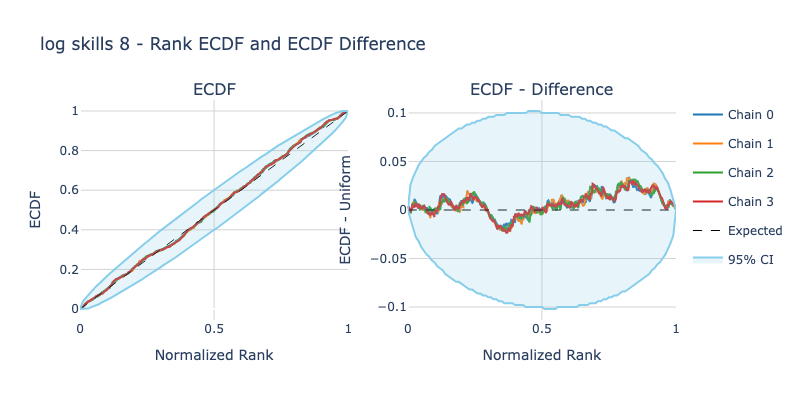 log skills 8 - Rank ECDF and ECDF Difference
ECDF
ECDF
1
0.8
0.6
0.4
0.2
0
0
0.5
1
Normalized Rank
ECDF - Difference
ECDF - Uniform
0.1
0.05
0
−0.05
−0.1
0
0.5
1
Normalized Rank
Chain 0
Chain 1
Chain 2
Chain 3
Expected
95% CI